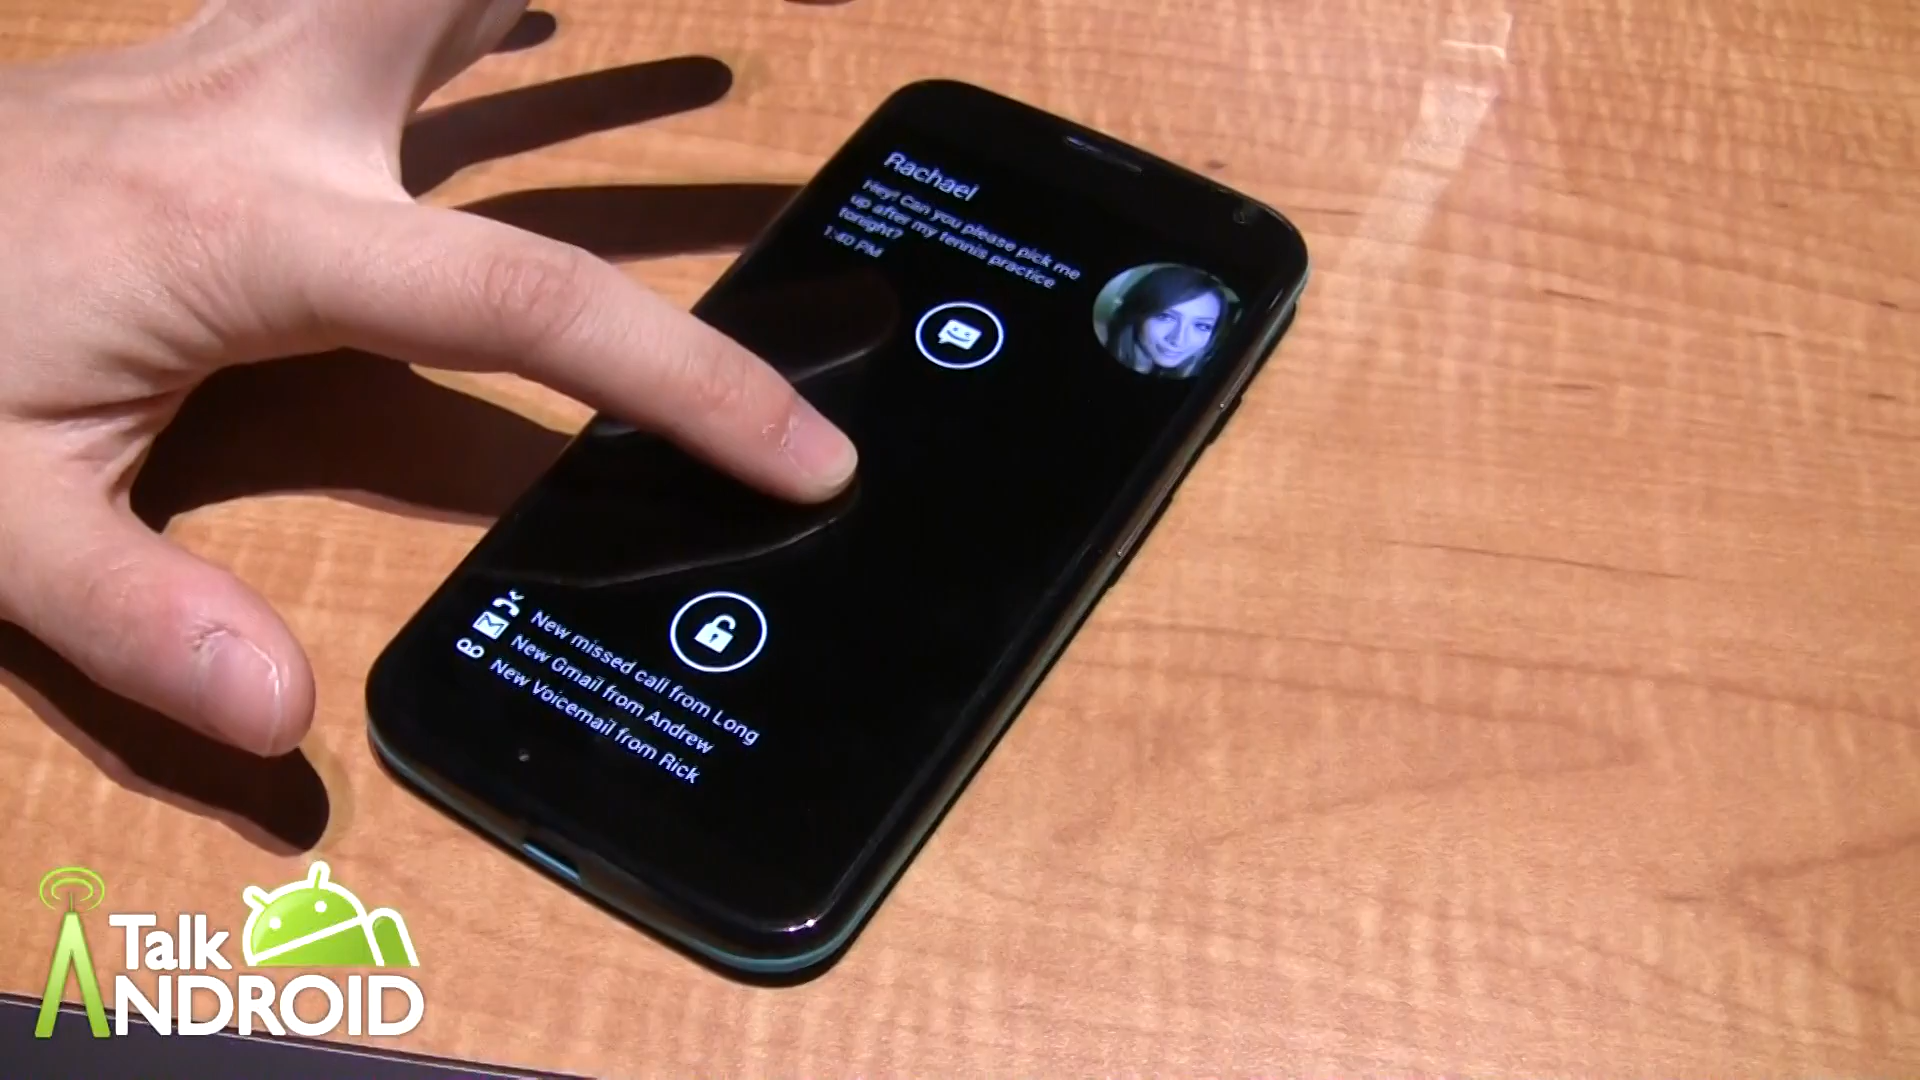 Rachael
Hey! Can you please pick me
up after my tennis practice
tonight?
1:40 PM
New missed call from Long
New Gmail from Andrew
New Voicemail from Rick
Talk
ANDROID